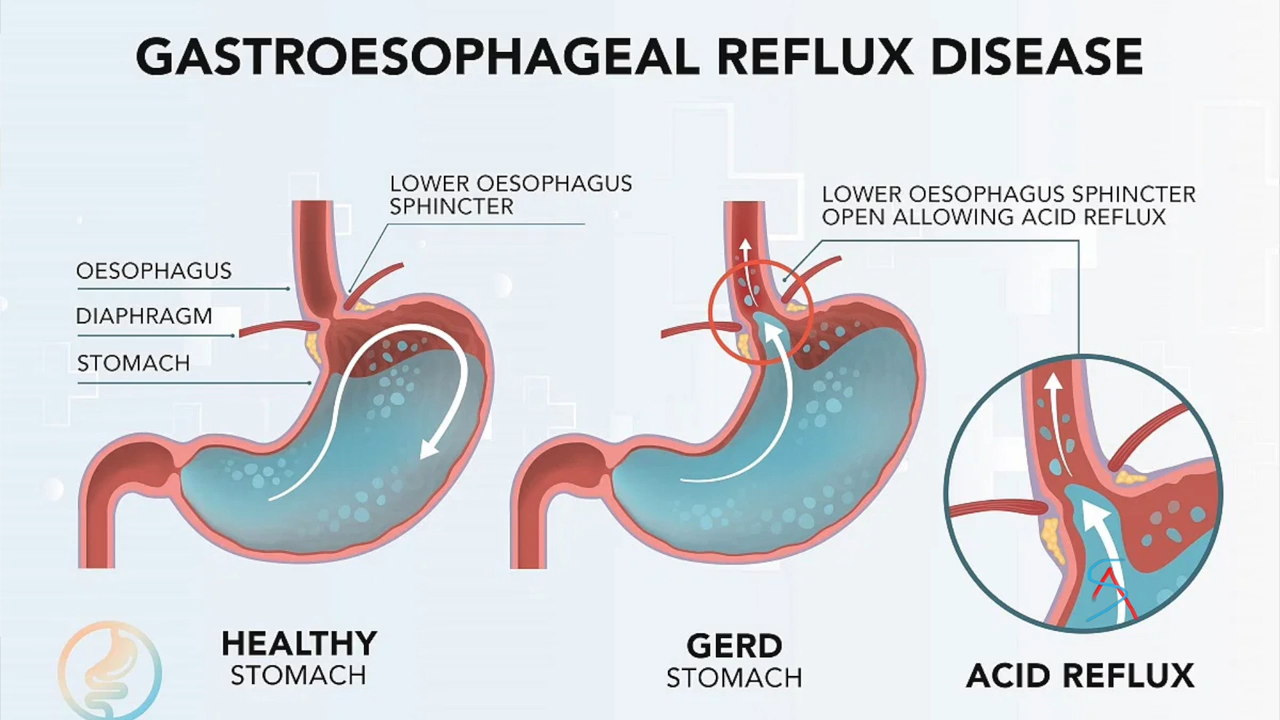 GASTROESOPHAGEAL REFLUX DISEASE
LOWER OESOPHAGUS
SPHINCTER
OESOPHAGUS
DIAPHRAGM
STOMACH
LOWER OESOPHAGUS SPHINCTER
OPEN ALLOWING ACID REFLUX
HEALTHY
STOMACH
GERD
STOMACH
ACID REFLUX